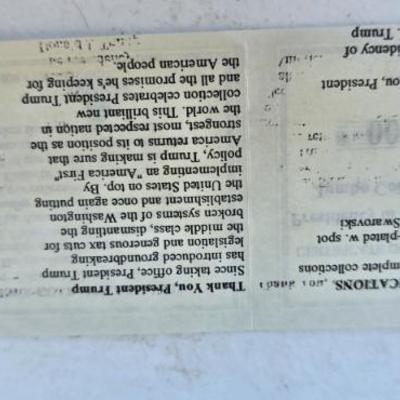 Thank You, President Trump
Since taking office, President Trump
has introduced groundbreaking
legislation and generous tax cuts for
the middle class, dismantling the
broken systems of the Washington
establishment and once again putting
the United States on top. By
implementing an "America First"
policy, Trump is making sure that
America returns to its position as the
strongest, most respected nation in
the world. This brilliant new
collection celebrates President Trump
and all the promises he's keeping for
the American people.
ICATIONS.
omplete collections
-plated w. spot
Swarovski
ou, President
idency of
. Trump